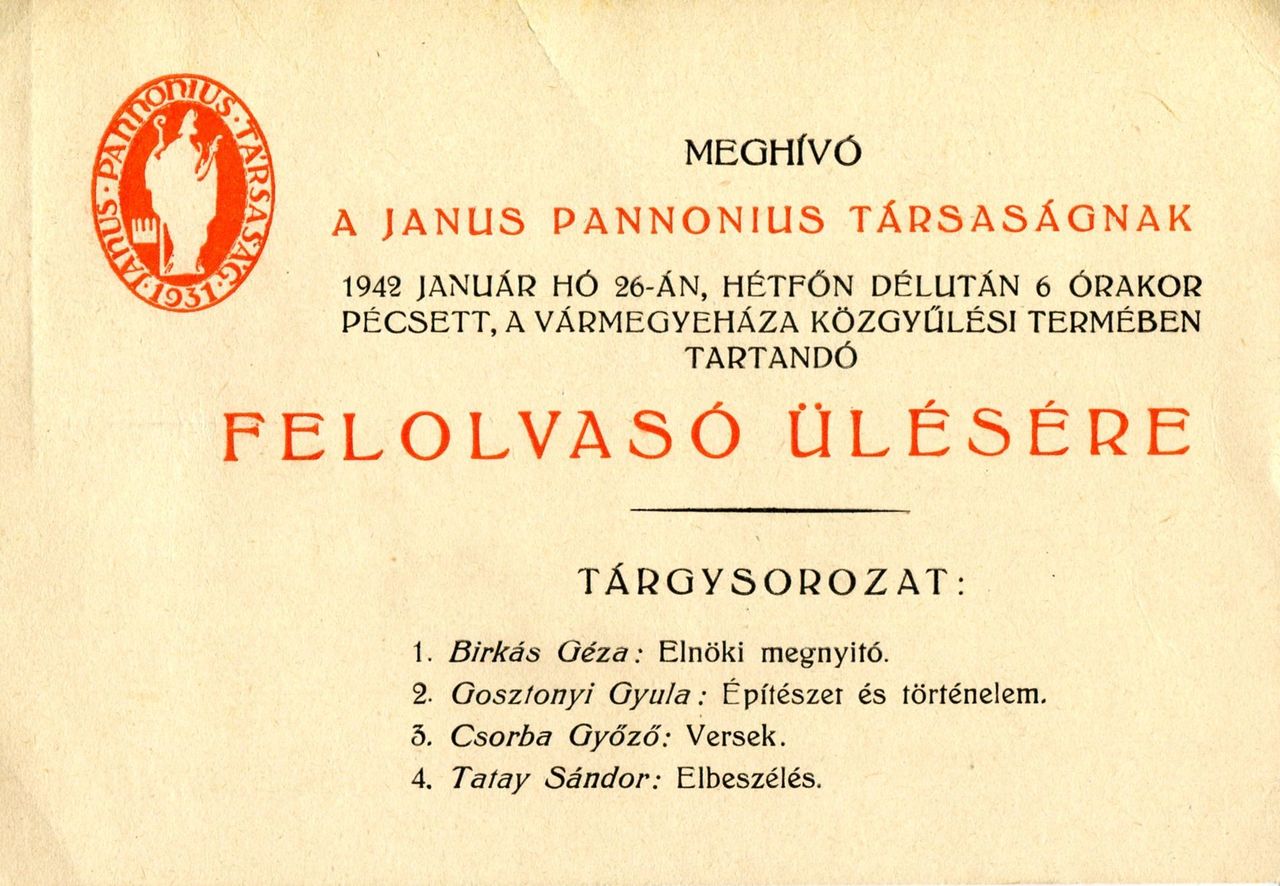 JANUS·PANNONIUS·TÁRSASÁG·
·1931·
MEGHÍVÓ
A JANUS PANNONIUS TÁRSASÁGNAK
1942 JANUÁR HÓ 26-ÁN, HÉTFŐN DÉLUTÁN 6 ÓRAKOR
PÉCSETT, A VÁRMEGYEHÁZA KÖZGYŰLÉSI TERMÉBEN
TARTANDÓ
FELOLVASÓ ÜLÉSÉRE
TÁRGYSOROZAT:
1. Birkás Géza: Elnöki megnyitó.
2. Gosztonyi Gyula: Építészet és történelem.
3. Csorba Győző: Versek.
4. Tatay Sándor: Elbeszélés.